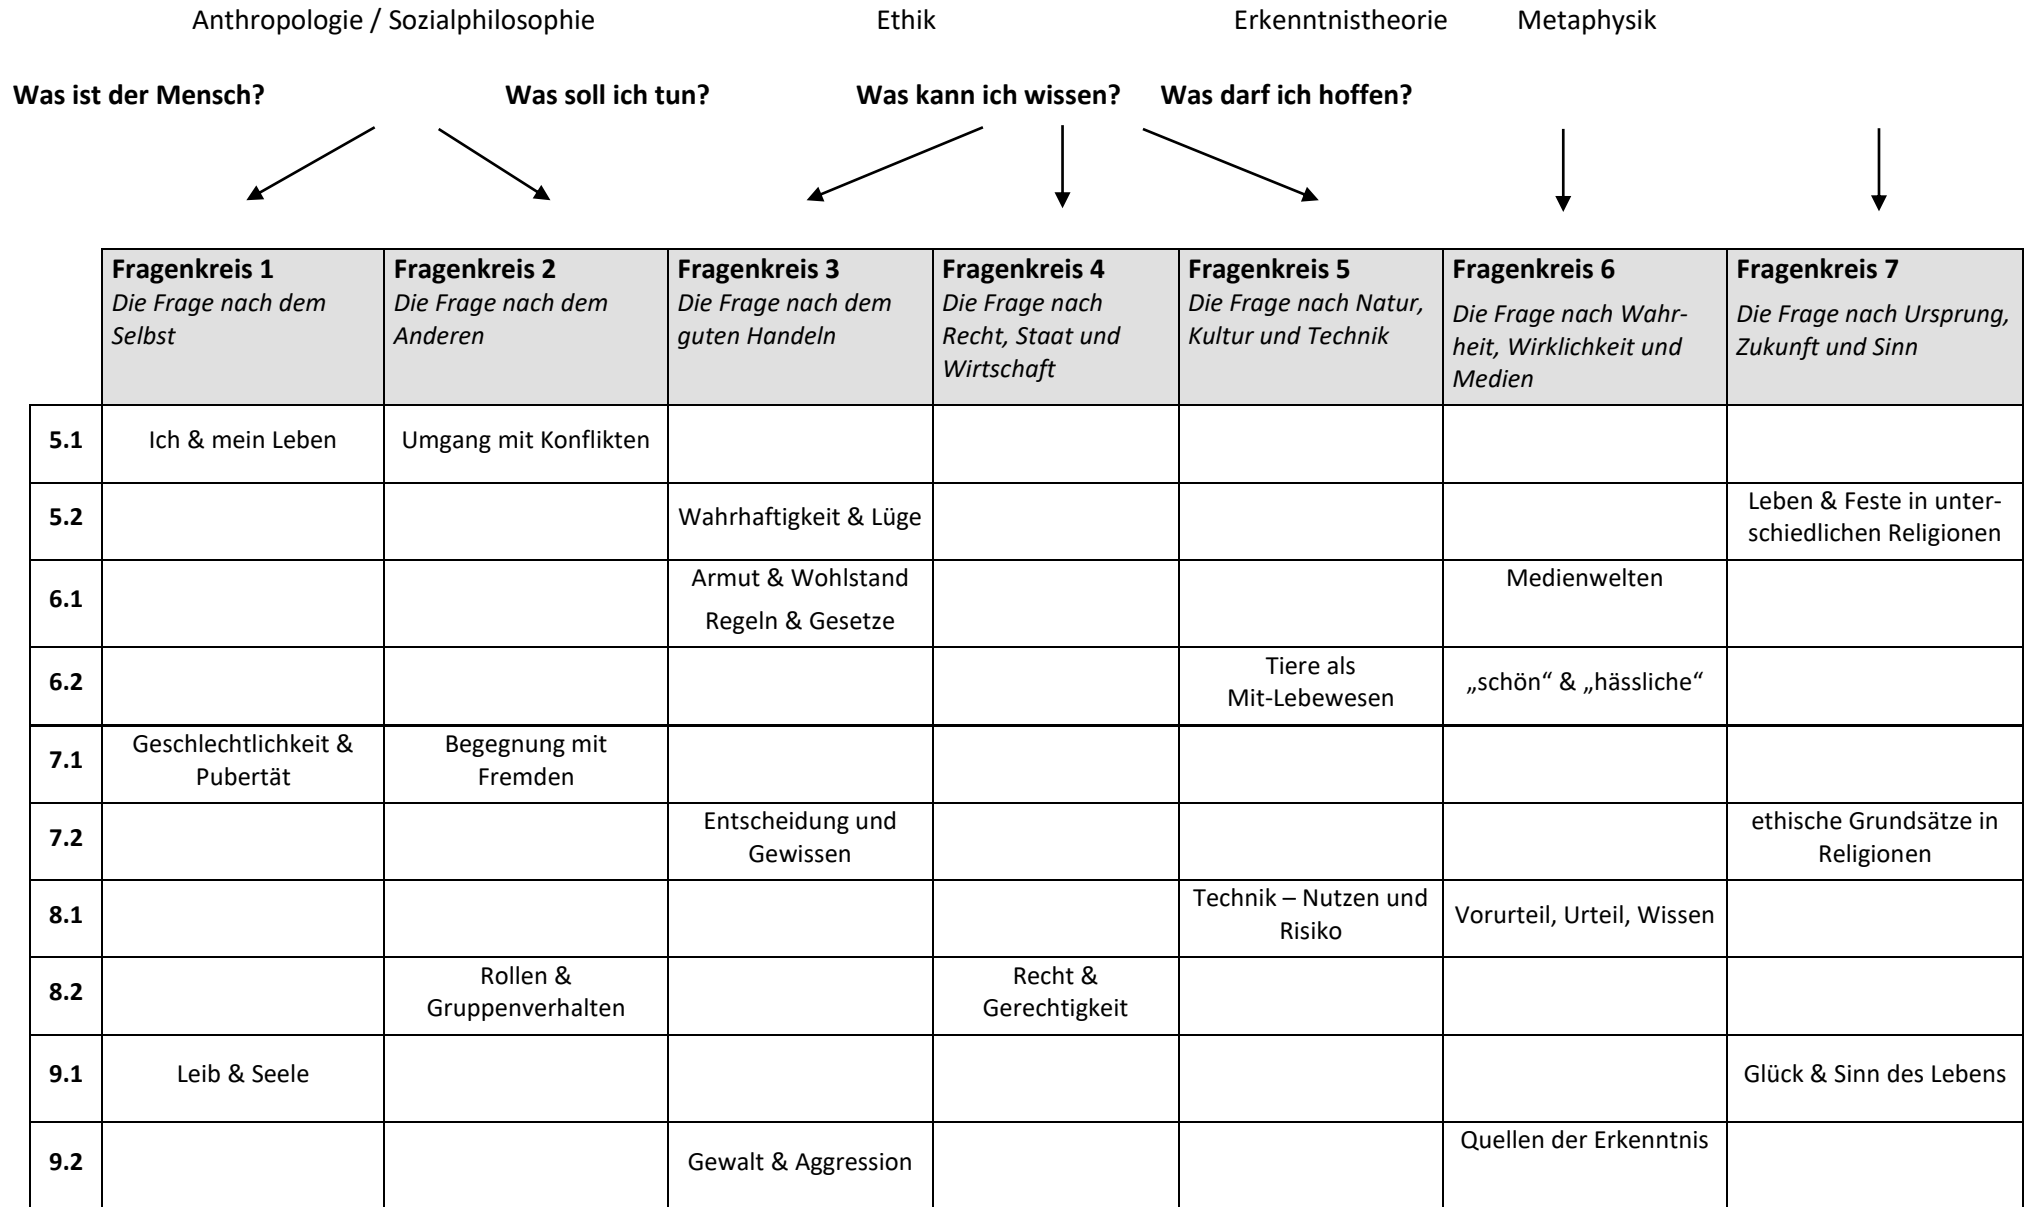 Anthropologie / Sozialphilosophie Ethik Erkenntnistheorie Metaphysik
Was ist der Mensch? Was soll ich tun? Was kann ich wissen? Was darf ich hoffen?
Fragenkreis 1
Die Frage nach dem
Selbst
Fragenkreis 2
Die Frage nach dem
Anderen
Fragenkreis 3
Die Frage nach dem
guten Handeln
Fragenkreis 4
Die Frage nach
Recht, Staat und
Wirtschaft
Fragenkreis 5
Die Frage nach Natur,
Kultur und Technik
Fragenkreis 6
Die Frage nach Wahr-
heit, Wirklichkeit und
Medien
Fragenkreis 7
Die Frage nach Ursprung,
Zukunft und Sinn
5.1
Ich & mein Leben
Umgang mit Konflikten
5.2
Wahrhaftigkeit & Lüge
Leben & Feste in unter-
schiedlichen Religionen
6.1
Armut & Wohlstand
Regeln & Gesetze
Medienwelten
6.2
Tiere als
Mit-Lebewesen
„schön“ & „hässliche“
7.1
Geschlechtlichkeit &
Pubertät
Begegnung mit
Fremden
7.2
Entscheidung und
Gewissen
ethische Grundsätze in
Religionen
8.1
Technik – Nutzen und
Risiko
Vorurteil, Urteil, Wissen
8.2
Rollen &
Gruppenverhalten
Recht &
Gerechtigkeit
9.1
Leib & Seele
Glück & Sinn des Lebens
9.2
Gewalt & Aggression
Quellen der Erkenntnis